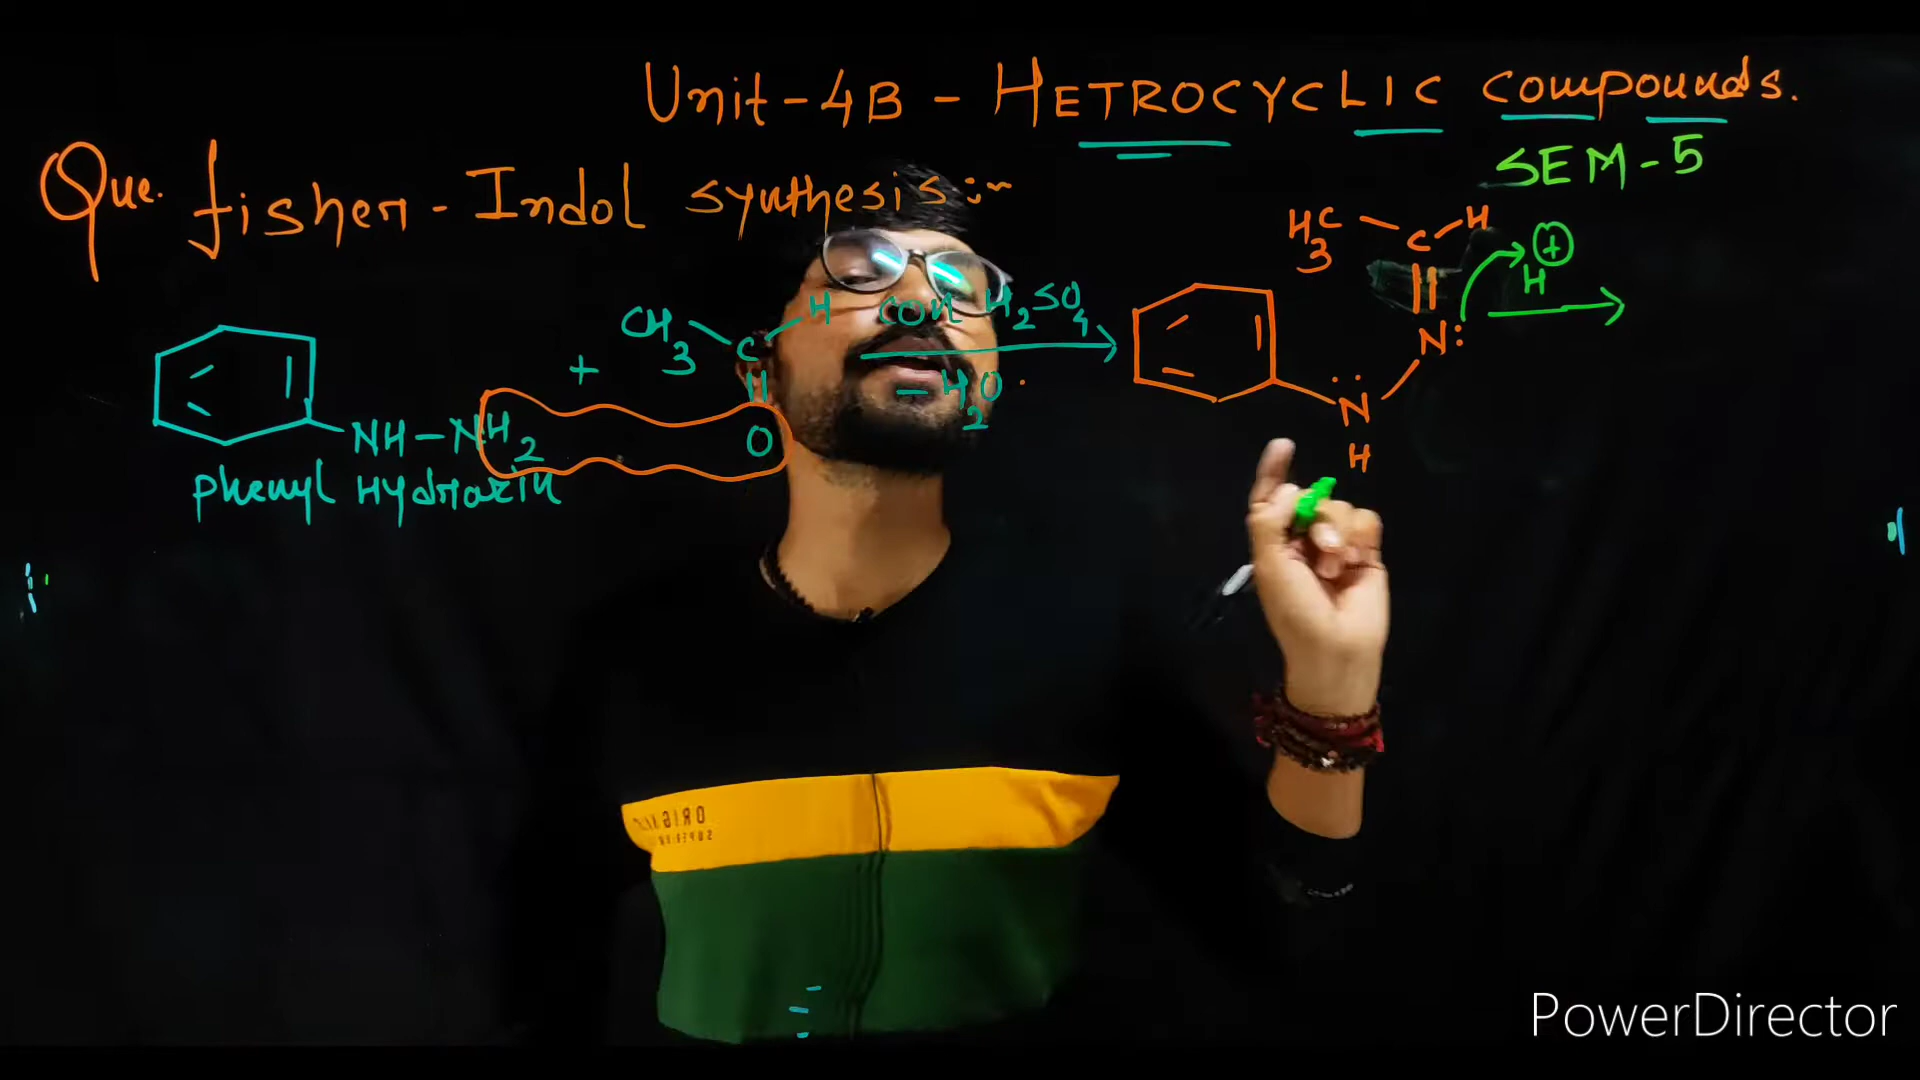 Unit-4B - HETROCYCLIC compounds.
SEM-5
Que. fisher-Indol synthesis:-
H3C C H
H⊕
N:
N
H
CH3 C H
O
+
con H2SO4
- H2O.
NH-NH2
phenyl Hydrazin
PowerDirector